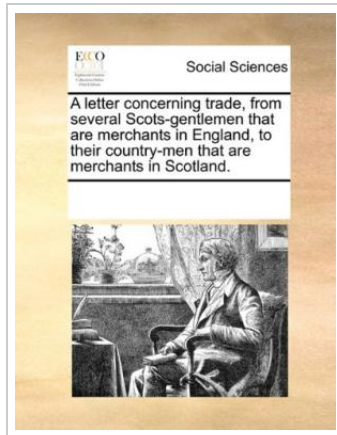 ECCO
Social Sciences
A letter concerning trade, from
several Scots-gentlemen that
are merchants in England, to
their country-men that are
merchants in Scotland.